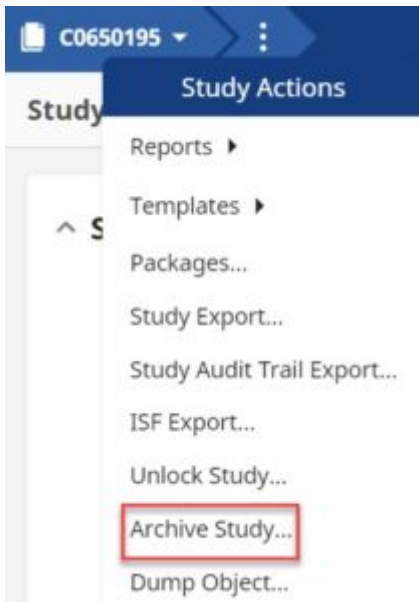 C0650195
Study Actions
Study
Reports
Templates
S
Packages...
Study Export...
Study Audit Trail Export...
ISF Export...
Unlock Study...
Archive Study...
Dump Object...